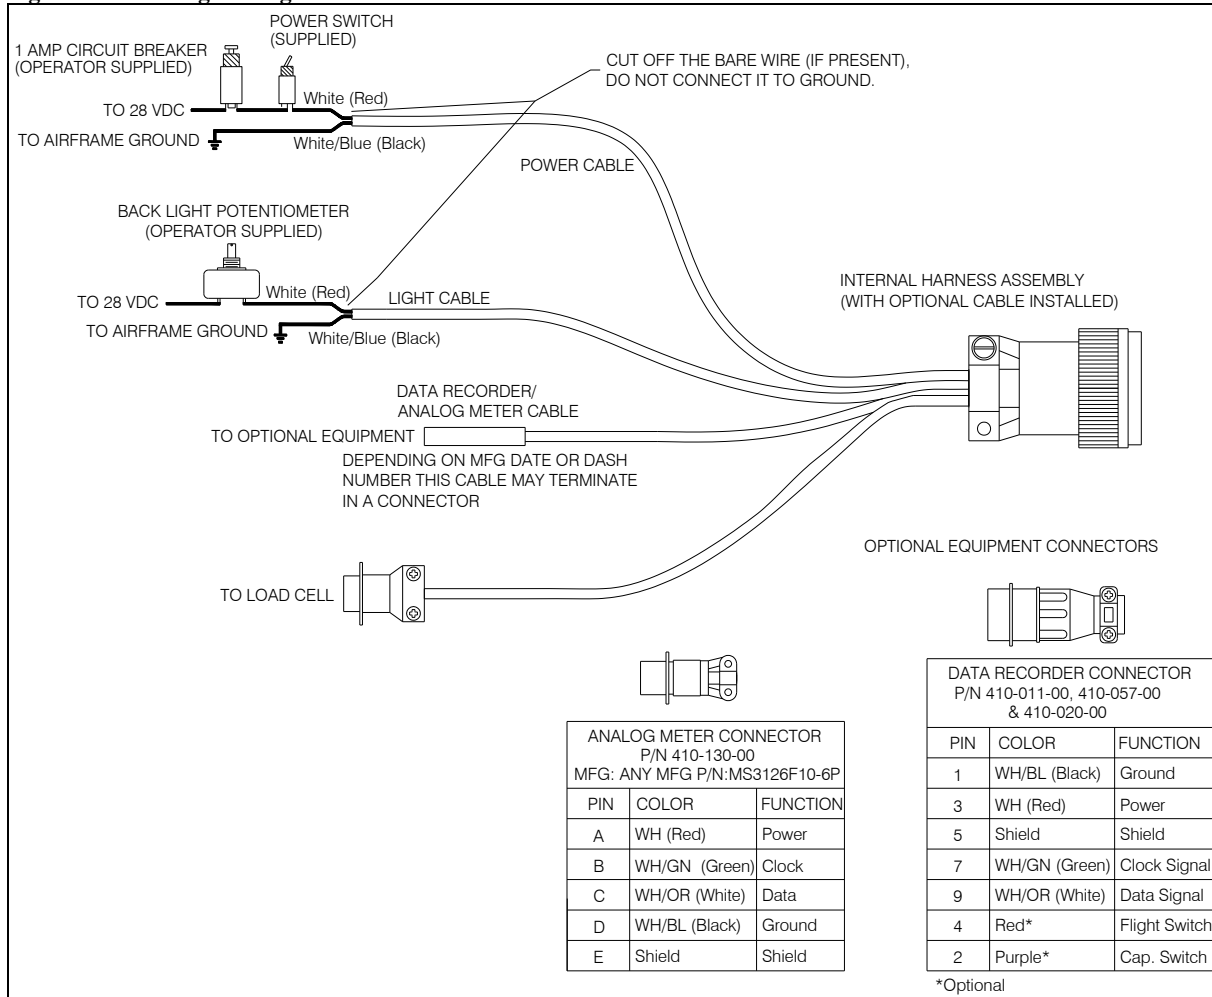 POWER SWITCH
(SUPPLIED)
1 AMP CIRCUIT BREAKER
(OPERATOR SUPPLIED)
CUT OFF THE BARE WIRE (IF PRESENT),
DO NOT CONNECT IT TO GROUND.
White (Red)
TO 28 VDC
TO AIRFRAME GROUND
White/Blue (Black)
POWER CABLE
BACK LIGHT POTENTIOMETER
(OPERATOR SUPPLIED)
INTERNAL HARNESS ASSEMBLY
(WITH OPTIONAL CABLE INSTALLED)
White (Red)
LIGHT CABLE
TO 28 VDC
TO AIRFRAME GROUND
White/Blue (Black)
DATA RECORDER/
ANALOG METER CABLE
TO OPTIONAL EQUIPMENT
DEPENDING ON MFG DATE OR DASH
NUMBER THIS CABLE MAY TERMINATE
IN A CONNECTOR
OPTIONAL EQUIPMENT CONNECTORS
TO LOAD CELL
ANALOG METER CONNECTOR
P/N 410-130-00
MFG: ANY MFG P/N:MS3126F10-6P
PIN COLOR FUNCTION
A WH (Red) Power
B WH/GN (Green) Clock
C WH/OR (White) Data
D WH/BL (Black) Ground
E Shield Shield
DATA RECORDER CONNECTOR
P/N 410-011-00, 410-057-00
& 410-020-00
PIN COLOR FUNCTION
1 WH/BL (Black) Ground
3 WH (Red) Power
5 Shield Shield
7 WH/GN (Green) Clock Signal
9 WH/OR (White) Data Signal
4 Red* Flight Switch
2 Purple* Cap. Switch
*Optional